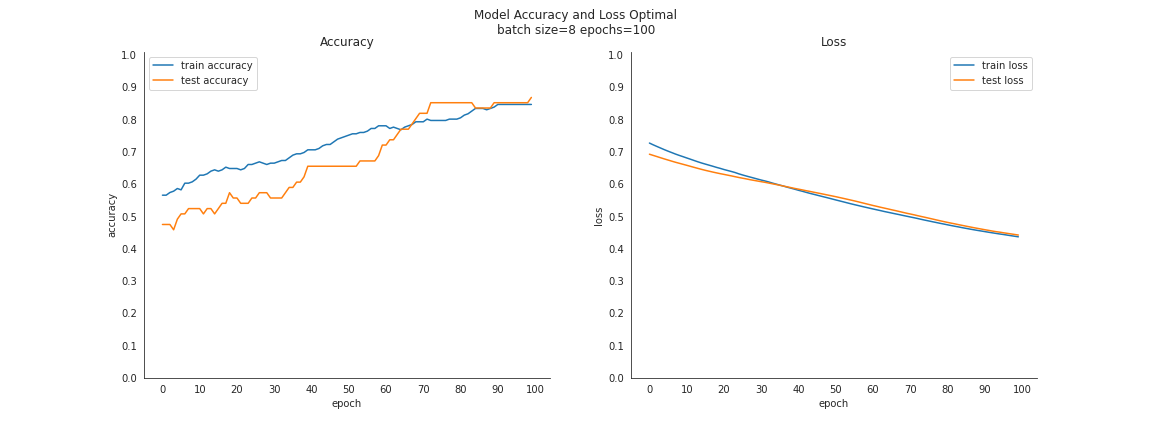 Model Accuracy and Loss Optimal
batch size=8 epochs=100
Accuracy
1.0
0.9
0.8
0.7
0.6
0.5
0.4
0.3
0.2
0.1
0.0
accuracy
train accuracy
test accuracy
0 10 20 30 40 50 60 70 80 90 100
epoch
Loss
1.0
0.9
0.8
0.7
0.6
0.5
0.4
0.3
0.2
0.1
0.0
loss
train loss
test loss
0 10 20 30 40 50 60 70 80 90 100
epoch